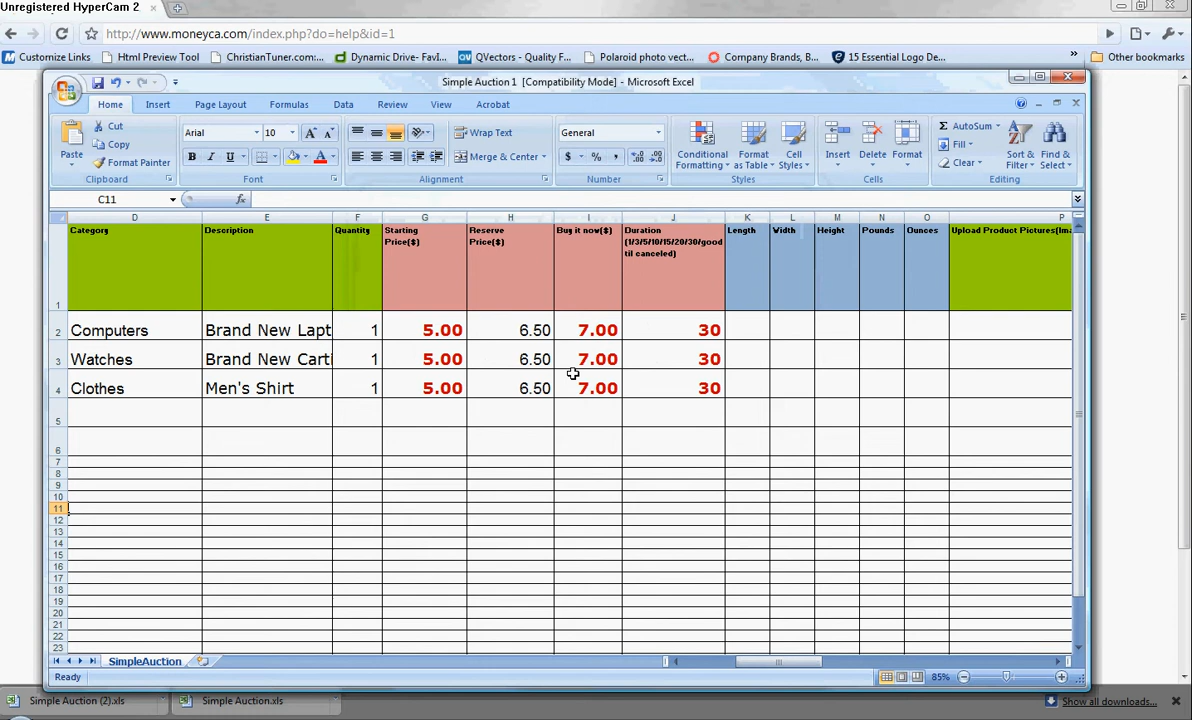 Unregistered HyperCam 2
http://www.moneyca.com/index.php?do=help&id=1
Customize Links
Html Preview Tool
ChristianTuner.com:...
Dynamic Drive- FavI...
QVectors - Quality F...
Polaroid photo vect...
Company Brands, B...
15 Essential Logo De...
»
Other bookmarks
Simple Auction 1 [Compatibility Mode] - Microsoft Excel
Home
Insert
Page Layout
Formulas
Data
Review
View
Acrobat
Paste
Cut
Copy
Format Painter
Clipboard
Arial
10
B I U
Font
Wrap Text
Merge & Center
Alignment
General
$ % ,
Number
Conditional Formatting
Format as Table
Cell Styles
Styles
Insert
Delete
Format
Cells
Σ AutoSum
Fill
Clear
Sort & Filter
Find & Select
Editing
C11
fx
D E F G H I J K L M N O P
1
Category
Description
Quantity
Starting Price($)
Reserve Price($)
Buy it now($)
Duration (1/3/5/10/15/20/30/good til canceled)
Length
Width
Height
Pounds
Ounces
Upload Product Pictures(Ima
2 Computers Brand New Lapt 1 5.00 6.50 7.00 30
3 Watches Brand New Carti 1 5.00 6.50 7.00 30
4 Clothes Men's Shirt 1 5.00 6.50 7.00 30
5
6
7
8
9
10
11
12
13
14
15
16
17
18
19
20
21
22
23
SimpleAuction
Ready
85%
Simple Auction (2).xls
Simple Auction.xls
Show all downloads...